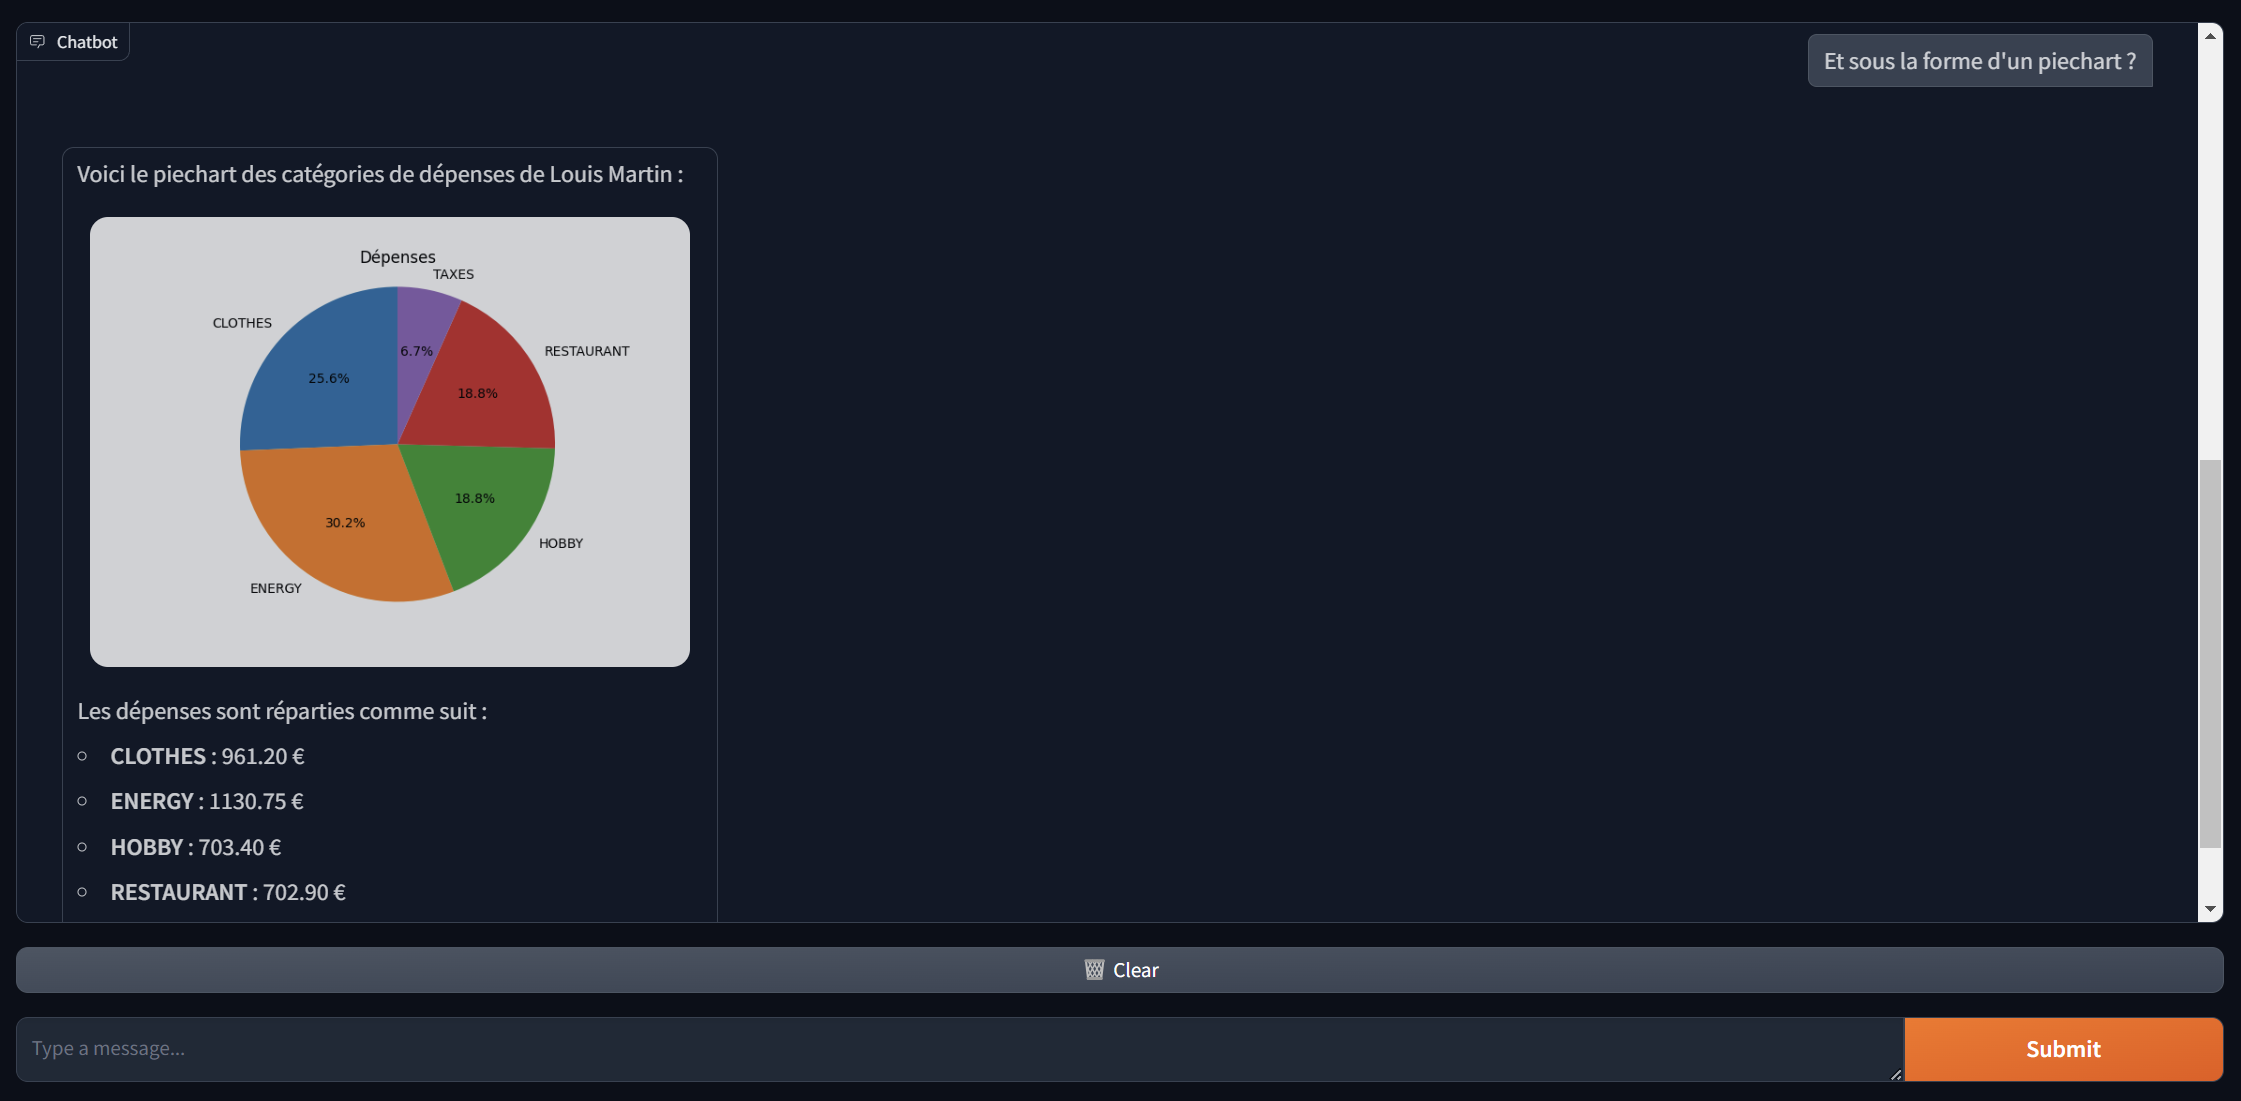 Chatbot
Et sous la forme d'un piechart ?
Voici le piechart des catégories de dépenses de Louis Martin :
Dépenses
TAXES
CLOTHES
RESTAURANT
6.7%
25.6%
18.8%
18.8%
30.2%
HOBBY
ENERGY
Les dépenses sont réparties comme suit :
CLOTHES : 961.20 €
ENERGY : 1130.75 €
HOBBY : 703.40 €
RESTAURANT : 702.90 €
Clear
Type a message...
Submit